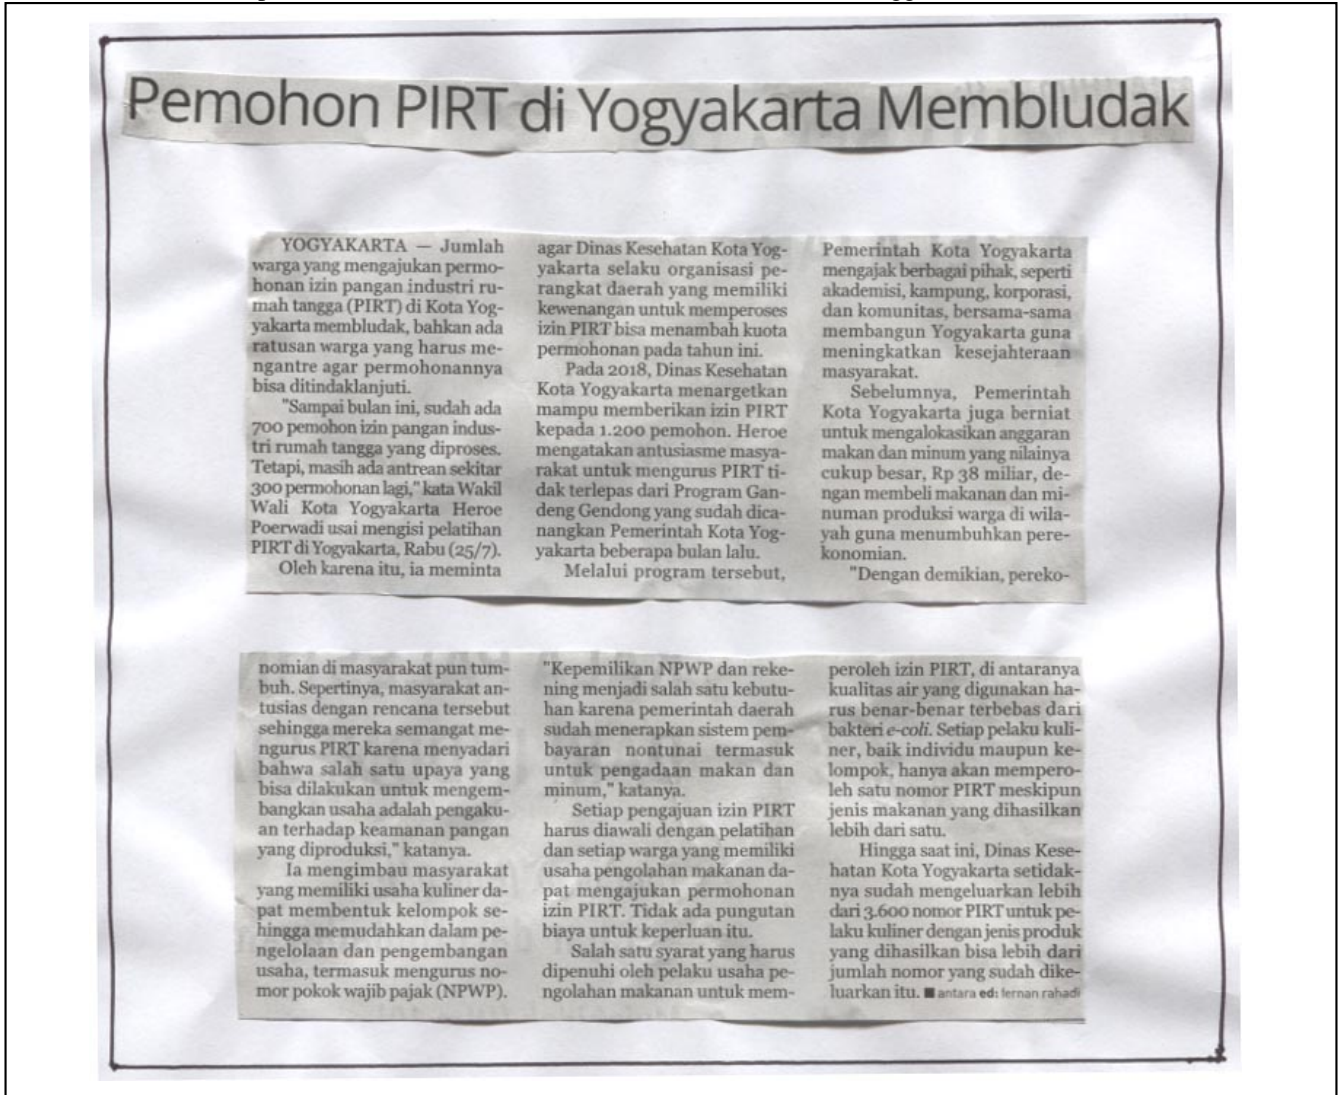 Pemohon PIRT di Yogyakarta Membludak
YOGYAKARTA — Jumlah
warga yang mengajukan permo-
honan izin pangan industri ru-
mah tangga (PIRT) di Kota Yog-
yakarta membludak, bahkan ada
ratusan warga yang harus me-
ngantre agar permohonannya
bisa ditindaklanjuti.
"Sampai bulan ini, sudah ada
700 pemohon izin pangan indus-
tri rumah tangga yang diproses.
Tetapi, masih ada antrean sekitar
300 permohonan lagi," kata Wakil
Wali Kota Yogyakarta Heroe
Poerwadi usai mengisi pelatihan
PIRT di Yogyakarta, Rabu (25/7).
Oleh karena itu, ia meminta
agar Dinas Kesehatan Kota Yog-
yakarta selaku organisasi pe-
rangkat daerah yang memiliki
kewenangan untuk memperoses
izin PIRT bisa menambah kuota
permohonan pada tahun ini.
Pada 2018, Dinas Kesehatan
Kota Yogyakarta menargetkan
mampu memberikan izin PIRT
kepada 1.200 pemohon. Heroe
mengatakan antusiasme masya-
rakat untuk mengurus PIRT ti-
dak terlepas dari Program Gan-
deng Gendong yang sudah dica-
nangkan Pemerintah Kota Yog-
yakarta beberapa bulan lalu.
Melalui program tersebut,
Pemerintah Kota Yogyakarta
mengajak berbagai pihak, seperti
akademisi, kampung, korporasi,
dan komunitas, bersama-sama
membangun Yogyakarta guna
meningkatkan kesejahteraan
masyarakat.
Sebelumnya, Pemerintah
Kota Yogyakarta juga berniat
untuk mengalokasikan anggaran
makan dan minum yang nilainya
cukup besar, Rp 38 miliar, de-
ngan membeli makanan dan mi-
numan produksi warga di wila-
yah guna menumbuhkan pere-
konomian.
"Dengan demikian, pereko-
nomian di masyarakat pun tum-
buh. Sepertinya, masyarakat an-
tusias dengan rencana tersebut
sehingga mereka semangat me-
ngurus PIRT karena menyadari
bahwa salah satu upaya yang
bisa dilakukan untuk mengem-
bangkan usaha adalah pengaku-
an terhadap keamanan pangan
yang diproduksi," katanya.
Ia mengimbau masyarakat
yang memiliki usaha kuliner da-
pat membentuk kelompok se-
hingga memudahkan dalam pe-
ngelolaan dan pengembangan
usaha, termasuk mengurus no-
mor pokok wajib pajak (NPWP).
"Kepemilikan NPWP dan reke-
ning menjadi salah satu kebutu-
han karena pemerintah daerah
sudah menerapkan sistem pem-
bayaran nontunai termasuk
untuk pengadaan makan dan
minum," katanya.
Setiap pengajuan izin PIRT
harus diawali dengan pelatihan
dan setiap warga yang memiliki
usaha pengolahan makanan da-
pat mengajukan permohonan
izin PIRT. Tidak ada pungutan
biaya untuk keperluan itu.
Salah satu syarat yang harus
dipenuhi oleh pelaku usaha pe-
ngolahan makanan untuk mem-
peroleh izin PIRT, di antaranya
kualitas air yang digunakan ha-
rus benar-benar terbebas dari
bakteri e-coli. Setiap pelaku kuli-
ner, baik individu maupun ke-
lompok, hanya akan mempero-
leh satu nomor PIRT meskipun
jenis makanan yang dihasilkan
lebih dari satu.
Hingga saat ini, Dinas Kese-
hatan Kota Yogyakarta setidak-
nya sudah mengeluarkan lebih
dari 3.600 nomor PIRT untuk pe-
laku kuliner dengan jenis produk
yang dihasilkan bisa lebih dari
jumlah nomor yang sudah dike-
luarkan itu. ■ antara ed: fernan rahadi